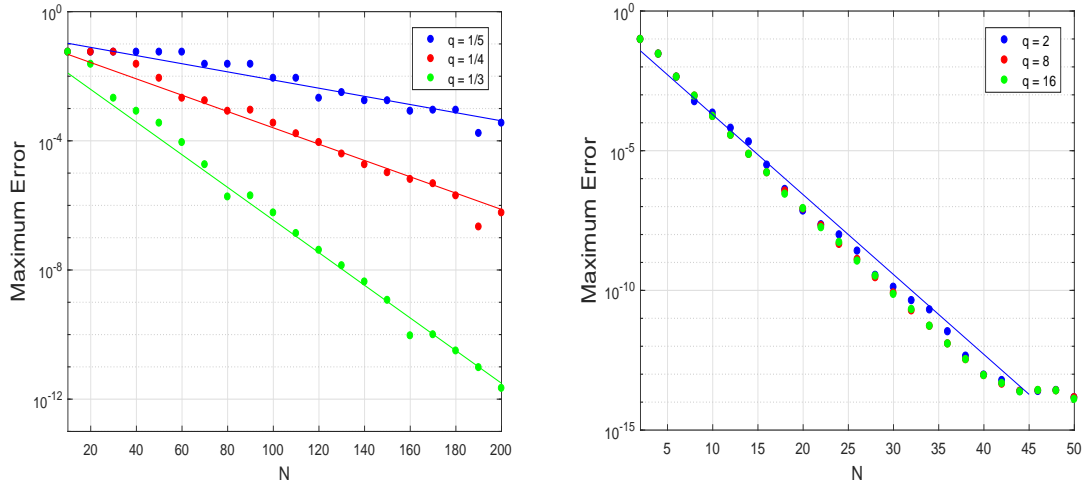 10^0
10^-4
10^-8
10^-12
Maximum Error
20 40 60 80 100 120 140 160 180 200
N
q = 1/5
q = 1/4
q = 1/3
10^0
10^-5
10^-10
10^-15
Maximum Error
5 10 15 20 25 30 35 40 45 50
N
q = 2
q = 8
q = 16